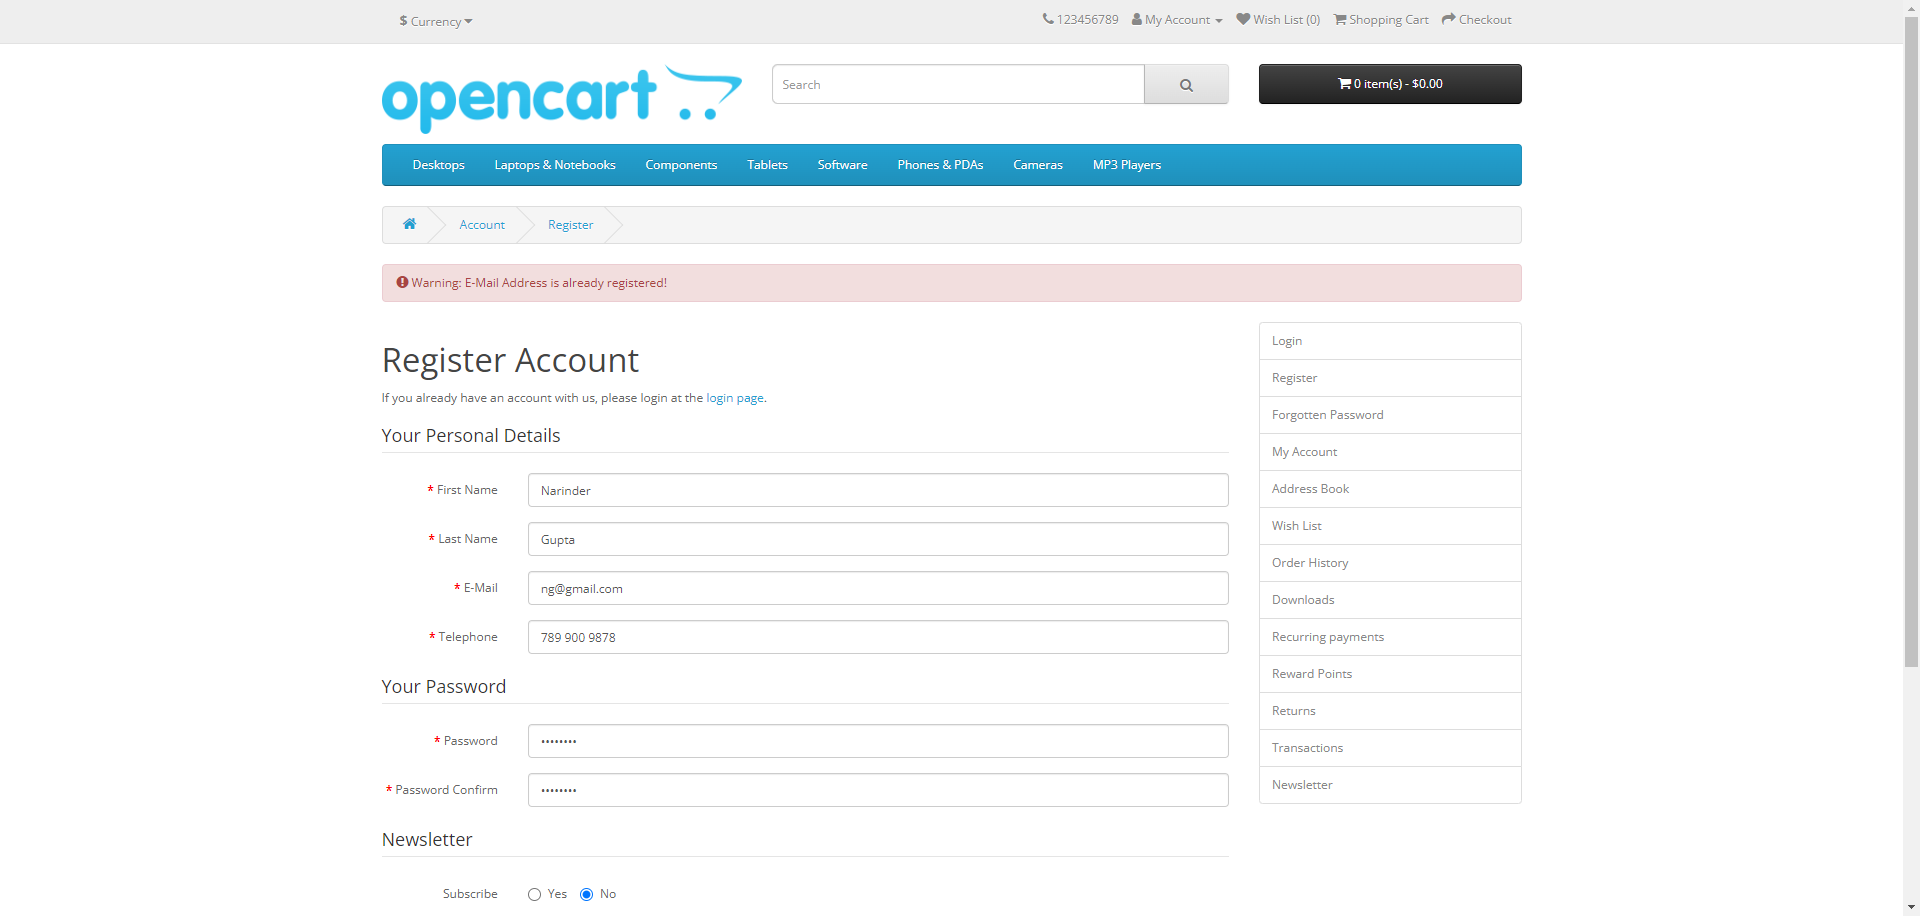 $ Currency
123456789 My Account Wish List (0) Shopping Cart Checkout
opencart
Search
0 item(s) - $0.00
Desktops Laptops & Notebooks Components Tablets Software Phones & PDAs Cameras MP3 Players
Account Register
Warning: E-Mail Address is already registered!
Register Account
If you already have an account with us, please login at the login page.
Your Personal Details
* First Name Narinder
* Last Name Gupta
* E-Mail ng@gmail.com
* Telephone 789 900 9878
Your Password
* Password ••••••••
* Password Confirm ••••••••
Newsletter
Subscribe Yes No
Login
Register
Forgotten Password
My Account
Address Book
Wish List
Order History
Downloads
Recurring payments
Reward Points
Returns
Transactions
Newsletter